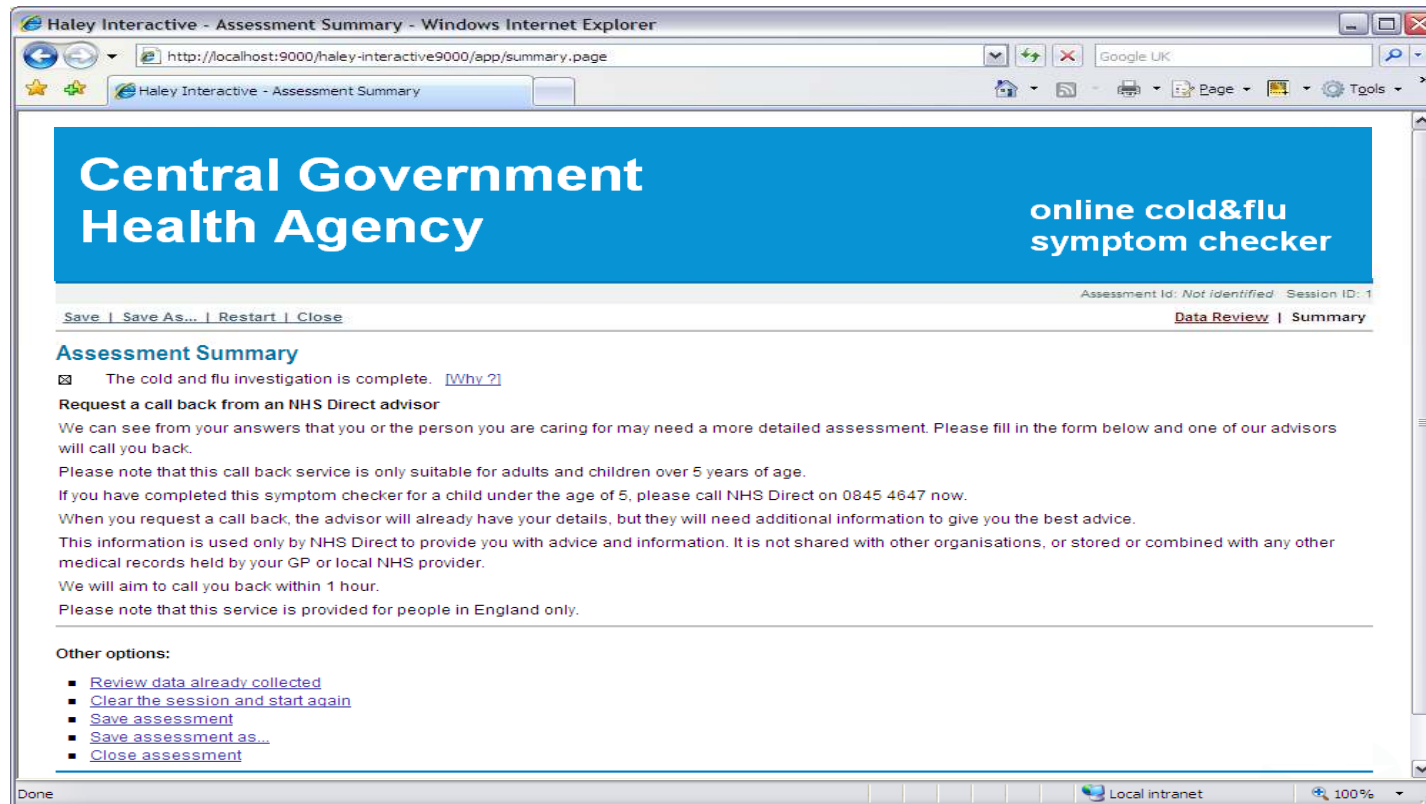 Haley Interactive - Assessment Summary - Windows Internet Explorer
http://localhost:9000/haley-interactive9000/app/summary.page
Google UK
Haley Interactive - Assessment Summary
Page
Tools
Central Government
Health Agency
online cold&flu
symptom checker
Assessment Id: Not identified Session ID: 1
Save | Save As... | Restart | Close
Data Review | Summary
Assessment Summary
The cold and flu investigation is complete. [Why ?]
Request a call back from an NHS Direct advisor
We can see from your answers that you or the person you are caring for may need a more detailed assessment. Please fill in the form below and one of our advisors
will call you back.
Please note that this call back service is only suitable for adults and children over 5 years of age.
If you have completed this symptom checker for a child under the age of 5, please call NHS Direct on 0845 4647 now.
When you request a call back, the advisor will already have your details, but they will need additional information to give you the best advice.
This information is used only by NHS Direct to provide you with advice and information. It is not shared with other organisations, or stored or combined with any other
medical records held by your GP or local NHS provider.
We will aim to call you back within 1 hour.
Please note that this service is provided for people in England only.
Other options:
Review data already collected
Clear the session and start again
Save assessment
Save assessment as...
Close assessment
Done
Local intranet
100%